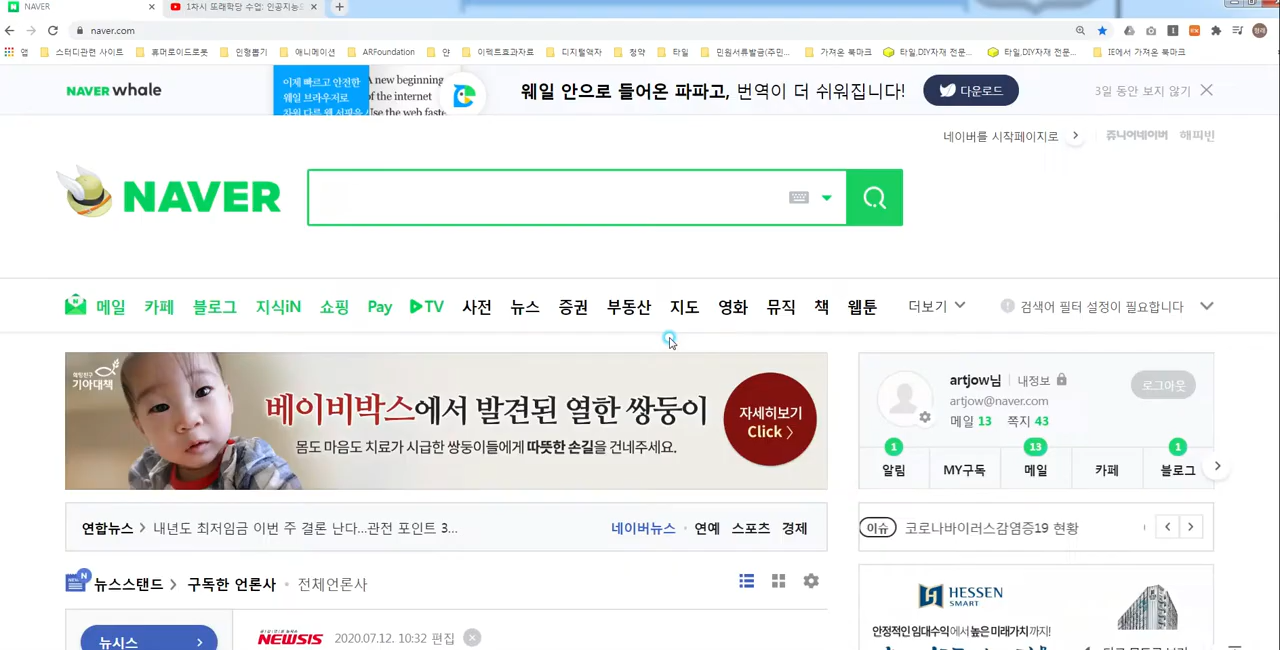 NAVER
1차시 또래학당 수업: 인공지능
naver.com
앱
스터디관련 사이트
휴머로이드로봇
인형뽑기
애니메이션
ARFoundation
얀
이펙트효과자료
디지털액자
청약
타일
민원서류발급(주민...
가져온 북마크
타일,DIY자재 전문...
타일,DIY자재 전문...
IE에서 가져온 북마크
NAVER whale
이제 빠르고 안전한
웨일 브라우저로
차원 다른 웹 서핑을
A new beginning
of the internet
Use the web faste
웨일 안으로 들어온 파파고, 번역이 더 쉬워집니다!
다운로드
3일 동안 보지 않기
네이버를 시작페이지로
쥬니어네이버
해피빈
NAVER
메일
카페
블로그
지식iN
쇼핑
Pay
TV
사전
뉴스
증권
부동산
지도
영화
뮤직
책
웹툰
더보기
검색어 필터 설정이 필요합니다
희망친구
기아대책
베이비박스에서 발견된 열한 쌍둥이
몸도 마음도 치료가 시급한 쌍둥이들에게 따뜻한 손길을 건네주세요.
자세히보기
Click >
artjow님
내정보
로그아웃
artjow@naver.com
메일 13 쪽지 43
1
13
1
알림
MY구독
메일
카페
블로그
연합뉴스 > 내년도 최저임금 이번 주 결론 난다...관전 포인트 3...
네이버뉴스
연예
스포츠
경제
이슈
코로나바이러스감염증19 현황
뉴스스탠드 > 구독한 언론사 · 전체언론사
HESSEN
SMART
안정적인 임대수익에서 높은 미래가치까지!
뉴시스
NEWSIS
2020.07.12. 10:32 편집